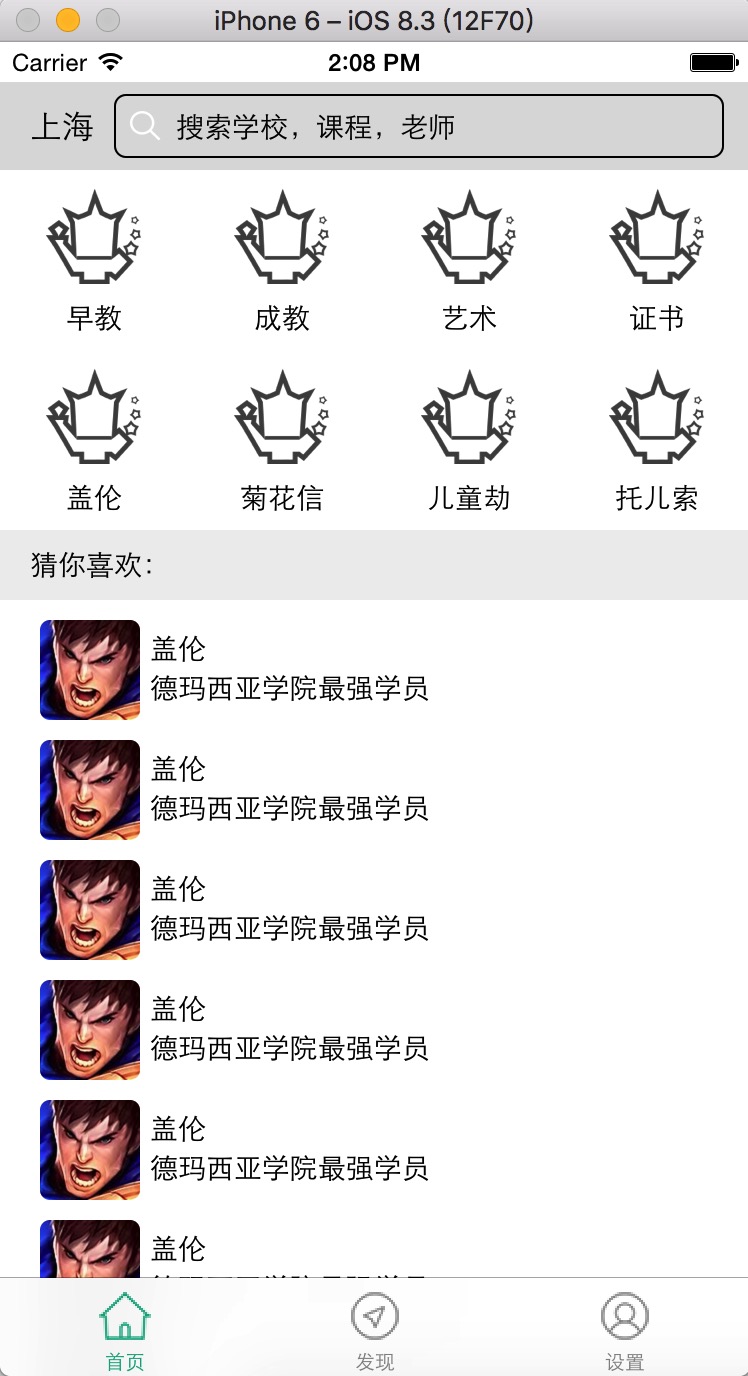 iPhone 6 – iOS 8.3 (12F70)
Carrier 2:08 PM
上海 搜索学校，课程，老师
早教 成教 艺术 证书
盖伦 菊花信 儿童劫 托儿索
猜你喜欢：
盖伦
德玛西亚学院最强学员
盖伦
德玛西亚学院最强学员
盖伦
德玛西亚学院最强学员
盖伦
德玛西亚学院最强学员
盖伦
德玛西亚学院最强学员
盖伦
首页 发现 设置